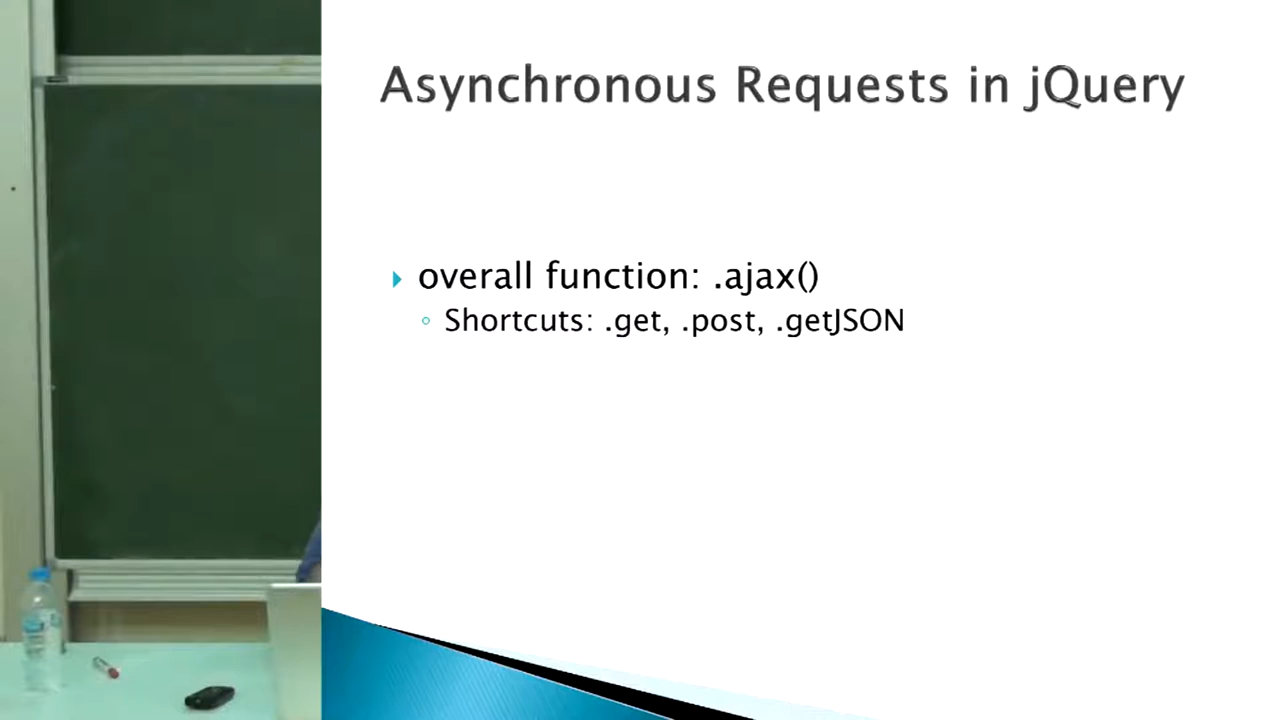 Asynchronous Requests in jQuery
overall function: .ajax()
Shortcuts: .get, .post, .getJSON